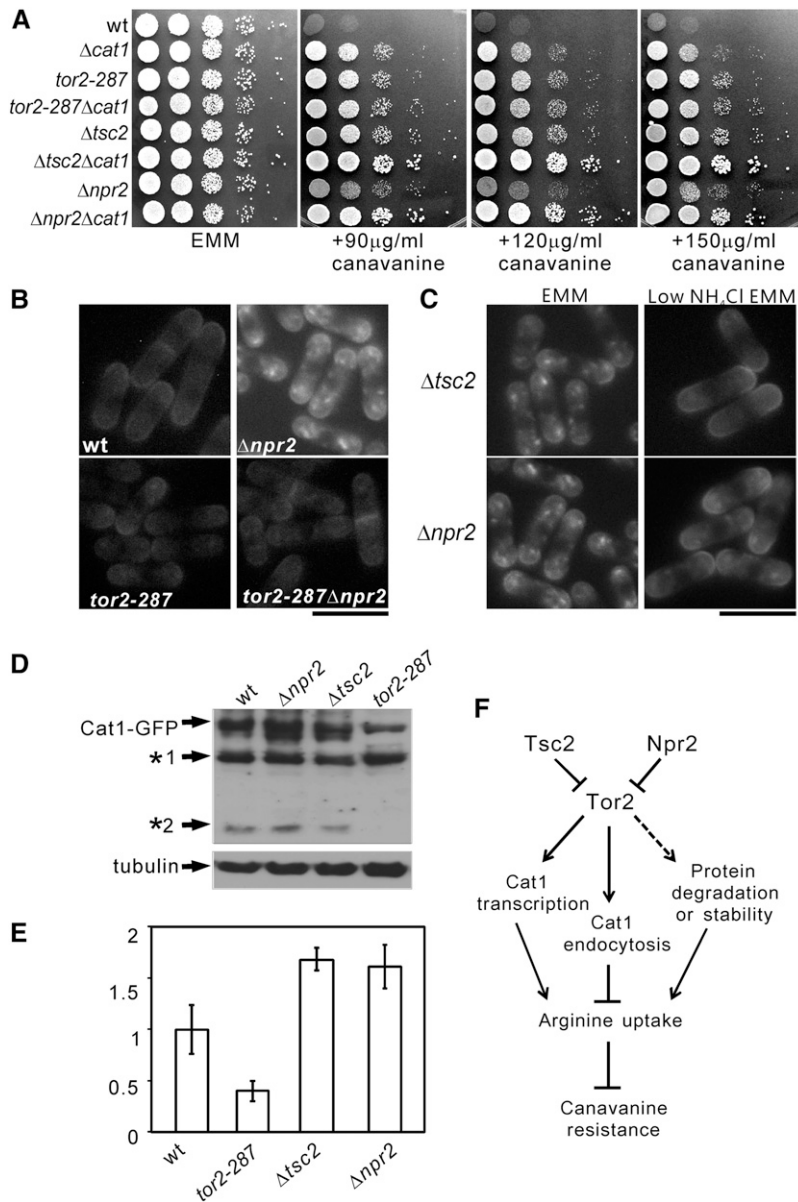 A
wt
Δcat1
tor2-287
tor2-287Δcat1
Δtsc2
Δtsc2Δcat1
Δnpr2
Δnpr2Δcat1
EMM
+90μg/ml
canavanine
+120μg/ml
canavanine
+150μg/ml
canavanine
B
wt
Δnpr2
tor2-287
tor2-287Δnpr2
C
EMM
Low NH4Cl EMM
Δtsc2
Δnpr2
D
wt
Δnpr2
Δtsc2
tor2-287
Cat1-GFP
*1
*2
tubulin
E
2
1.5
1
0.5
0
wt
tor2-287
Δtsc2
Δnpr2
F
Tsc2
Npr2
Tor2
Cat1
transcription
Cat1
endocytosis
Protein
degradation
or stability
Arginine uptake
Canavanine
resistance